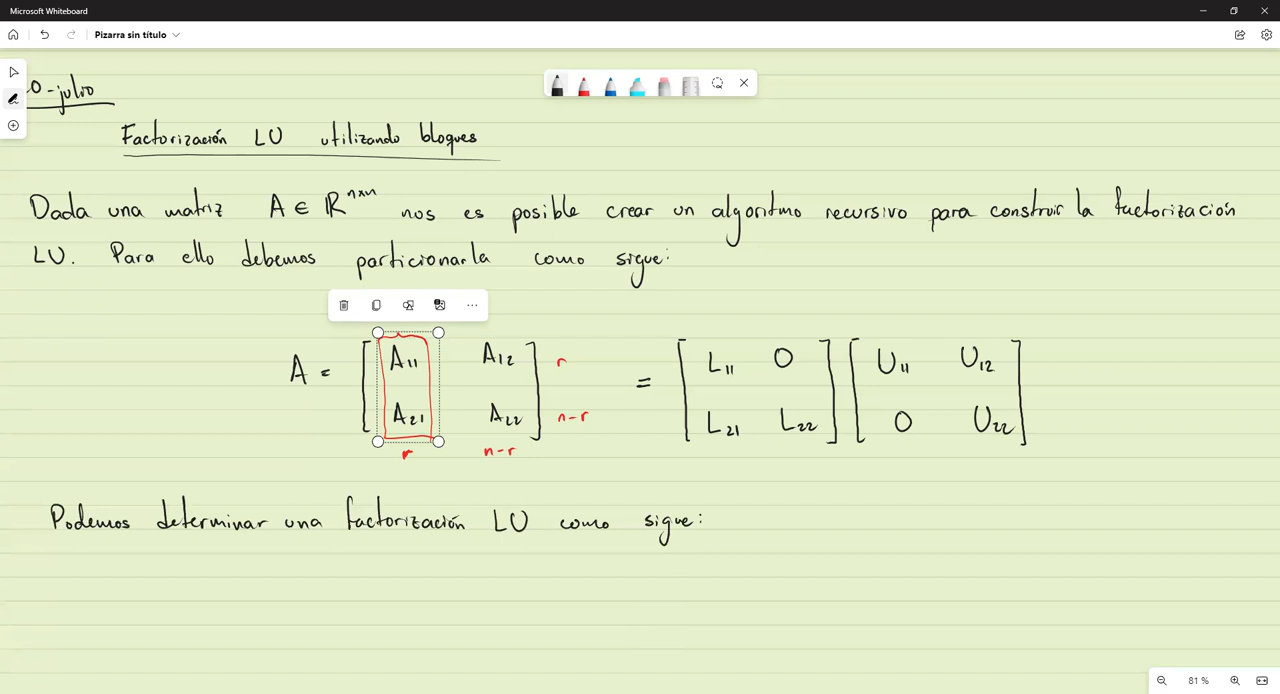 Microsoft Whiteboard
Pizarra sin título
0-julio
Factorización LU utilizando bloques
Dada una matriz A ∈ ℝ^{n×n} nos es posible crear un algoritmo recursivo para construir la factorización
LU. Para ello debemos particionarla como sigue:
A = [ A₁₁ A₁₂ ] r = [ L₁₁ 0 ] [ U₁₁ U₁₂ ]
[ A₂₁ A₂₂ ] n-r [ L₂₁ L₂₂ ] [ 0 U₂₂ ]
r n-r
Podemos determinar una factorización LU como sigue:
81 %